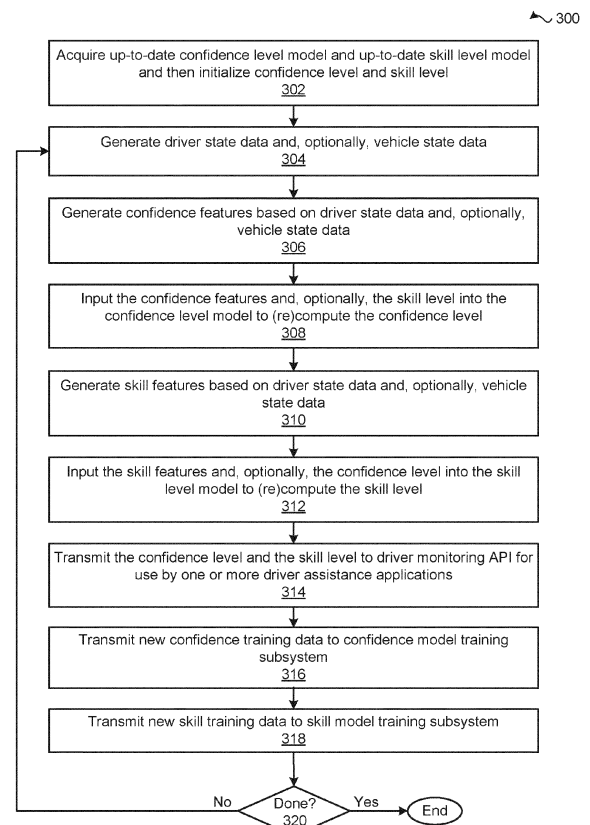 300
Acquire up-to-date confidence level model and up-to-date skill level model
and then initialize confidence level and skill level
302
Generate driver state data and, optionally, vehicle state data
304
Generate confidence features based on driver state data and, optionally,
vehicle state data
306
Input the confidence features and, optionally, the skill level into the
confidence level model to (re)compute the confidence level
308
Generate skill features based on driver state data and, optionally, vehicle
state data
310
Input the skill features and, optionally, the confidence level into the skill
level model to (re)compute the skill level
312
Transmit the confidence level and the skill level to driver monitoring API for
use by one or more driver assistance applications
314
Transmit new confidence training data to confidence model training
subsystem
316
Transmit new skill training data to skill model training subsystem
318
No
Done?
320
Yes
End